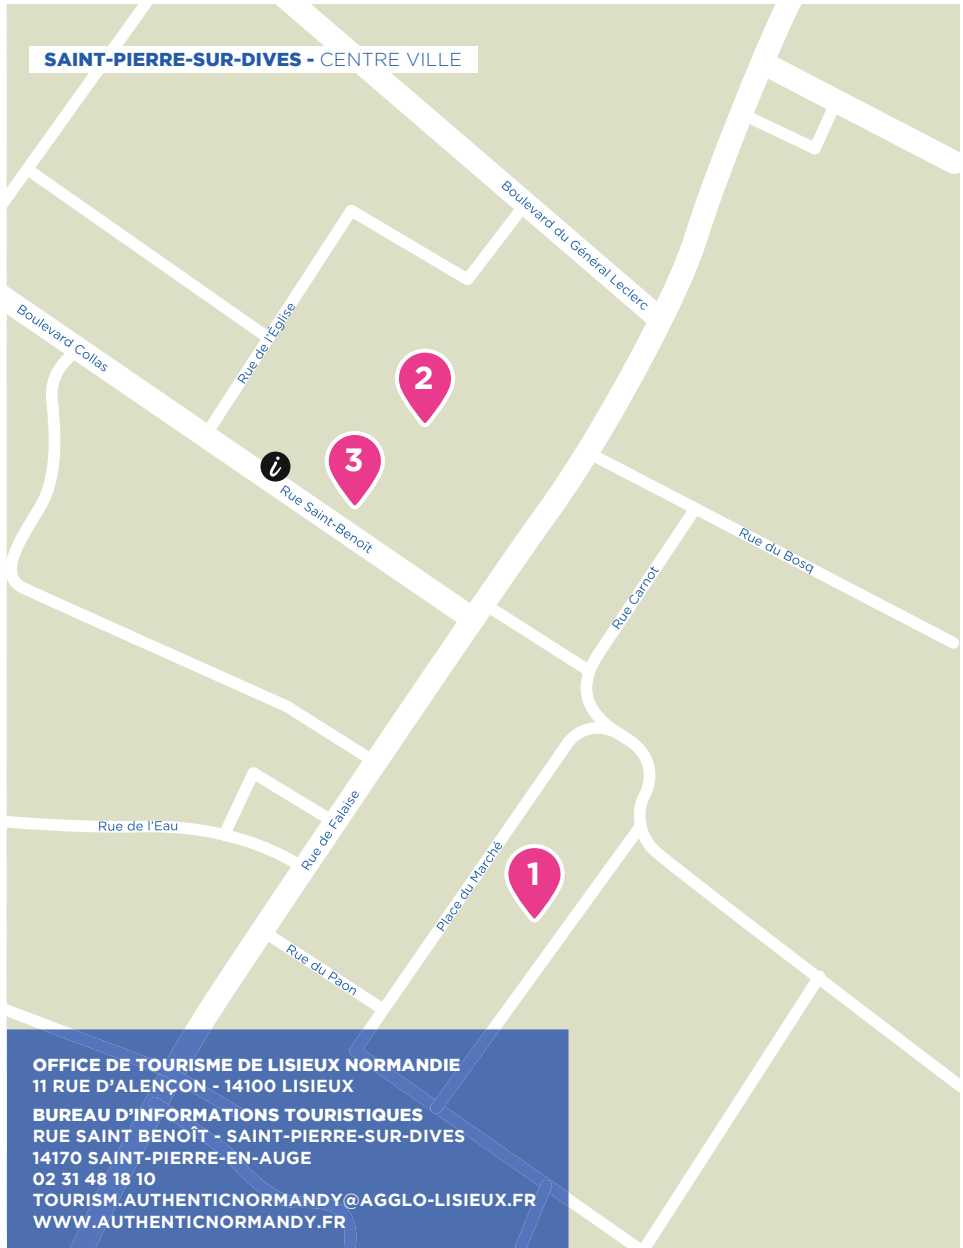 SAINT-PIERRE-SUR-DIVES - CENTRE VILLE
Boulevard du Général Leclerc
Boulevard Collas
Rue de l'Église
2
3
i
Rue Saint-Benoît
Rue du Bosq
Rue Carnot
Rue de Falaise
Rue de l'Eau
Place du Marché
1
Rue du Paon
OFFICE DE TOURISME DE LISIEUX NORMANDIE
11 RUE D'ALENÇON - 14100 LISIEUX
BUREAU D'INFORMATIONS TOURISTIQUES
RUE SAINT BENOÎT - SAINT-PIERRE-SUR-DIVES
14170 SAINT-PIERRE-EN-AUGE
02 31 48 18 10
TOURISM.AUTHENTICNORMANDY@AGGLO-LISIEUX.FR
WWW.AUTHENTICNORMANDY.FR